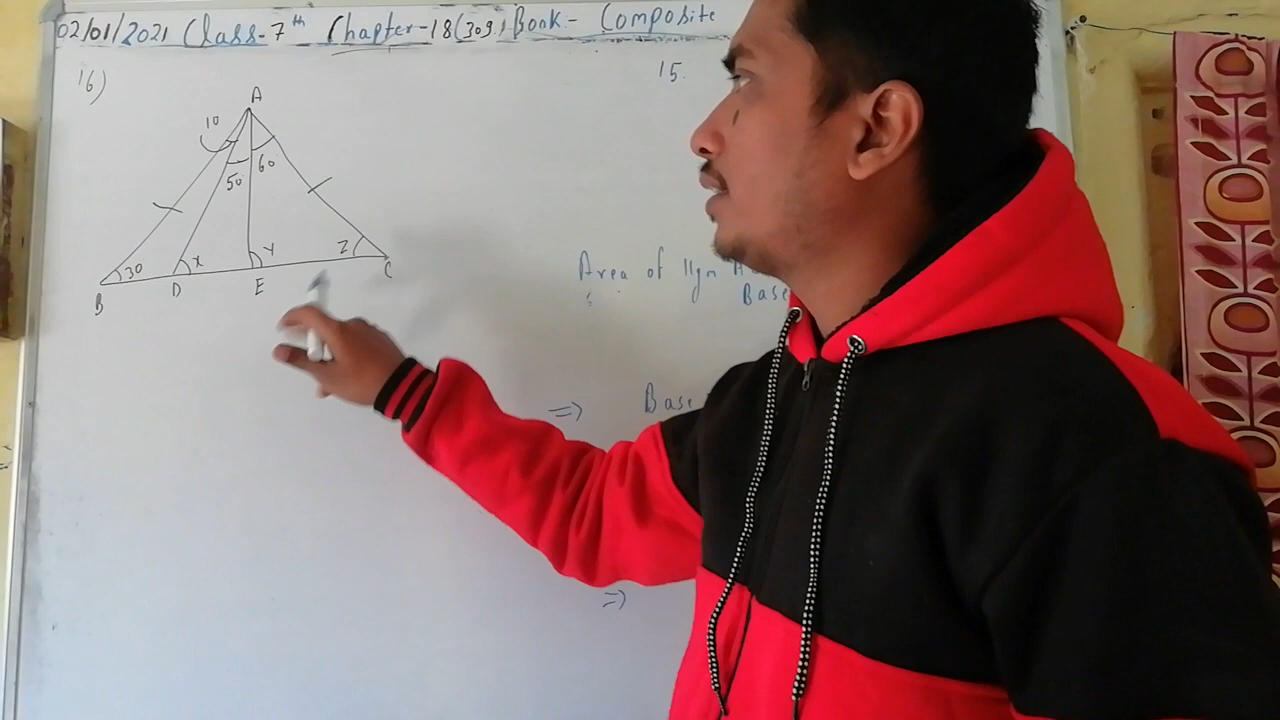 02/01/2021 Class-7th Chapter-18(309.) Book- Composite
16)
15.
A
10
60
50
30
x
y
z
B
D
E
C
Area of ||gm
Base
=> Base
=>